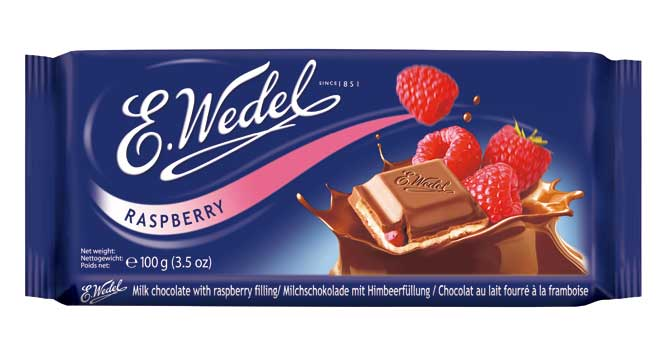 SINCE 1851
E. Wedel
RASPBERRY
E. Wedel
Net weight:
Nettogewicht:
Poids net:
℮ 100 g (3.5 oz)
E. Wedel
Milk chocolate with raspberry filling/ Milchschokolade mit Himbeerfüllung/ Chocolat au lait fourré à la framboise